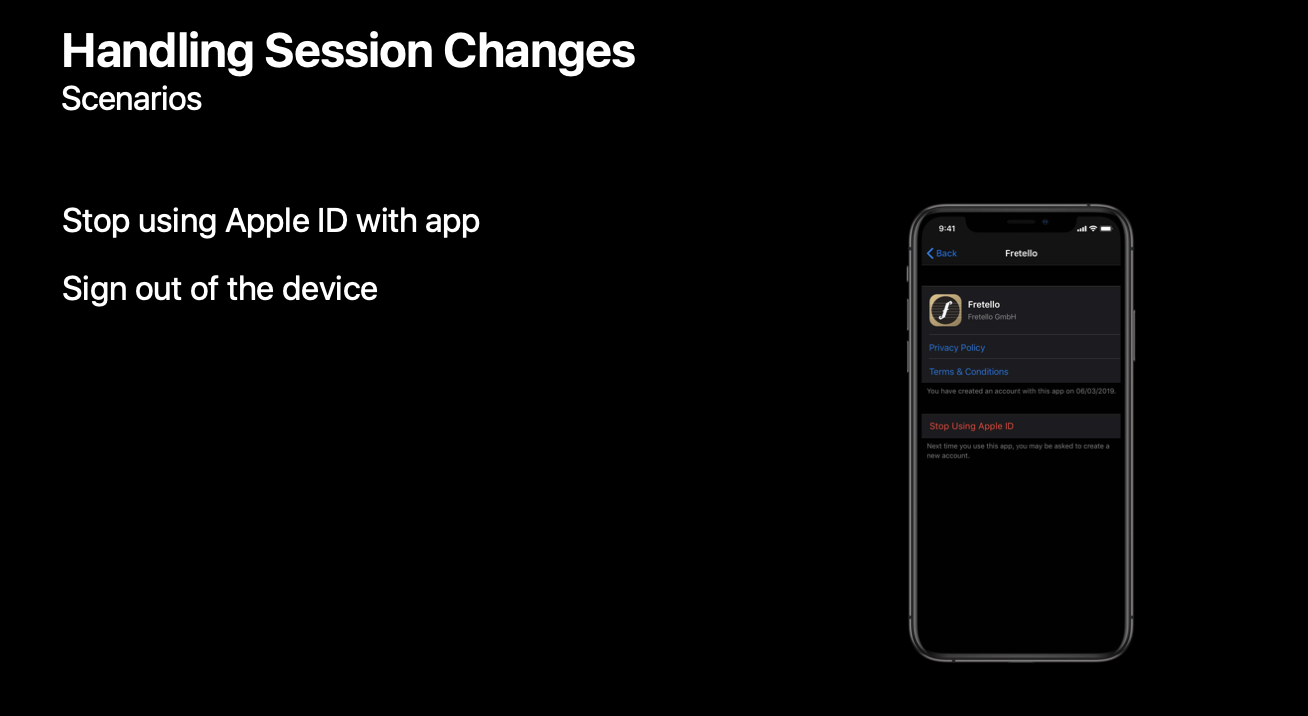 Handling Session Changes
Scenarios
Stop using Apple ID with app
Sign out of the device
9:41
Back
Fretello
Fretello
Fretello GmbH
Privacy Policy
Terms & Conditions
You have created an account with this app on 06/03/2019.
Stop Using Apple ID
Next time you use this app, you may be asked to create a
new account.